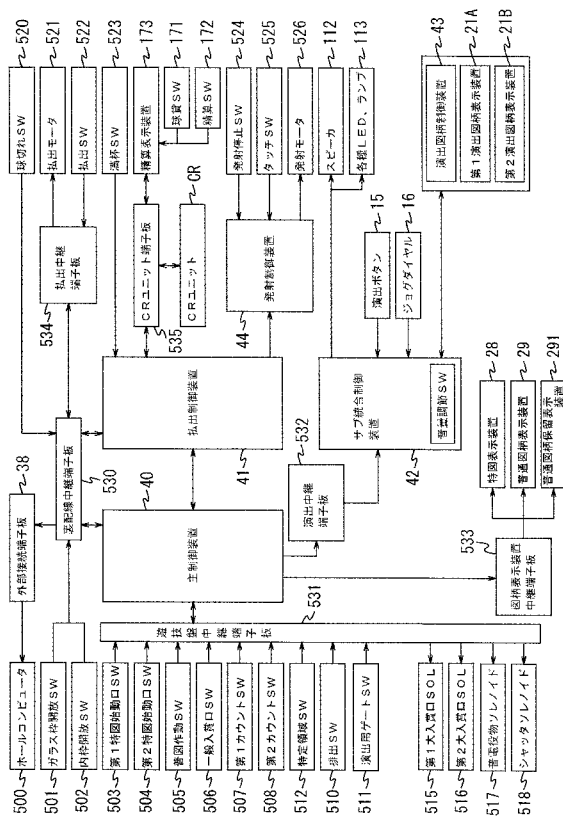 520
球切れSW
521
払出モータ
522
払出SW
523
満杯SW
173
精算表示装置
171
球貸SW
172
精算SW
524
発射停止SW
525
タッチSW
526
発射モータ
112
スピーカ
113
各種LED、ランプ
43
演出図柄制御装置
21A
第1演出図柄表示装置
21B
第2演出図柄表示装置
払出中継
端子板
534
CRユニット端子板
535
CR
CRユニット
発射制御装置
44
15
演出ボタン
16
ジョグダイヤル
38
外部接続端子板
裏配線中継端子板
530
払出制御装置
41
サブ統合制御
装置
音量調節SW
42
28
特図表示装置
29
普通図柄表示装置
291
普通図柄保留表示
装置
40
主制御装置
532
演出中継
端子板
533
図柄表示装置
中継端子板
遊技盤中継端子板
531
500
ホールコンピュータ
501
ガラス枠開放SW
502
内枠開放SW
503
第1特図始動口SW
504
第2特図始動口SW
505
普図作動SW
506
一般入賞口SW
507
第1カウントSW
508
第2カウントSW
512
特定領域SW
510
排出SW
511
演出用ゲートSW
515
第1大入賞口SOL
516
第2大入賞口SOL
517
普電役物ソレノイド
518
シャッタソレノイド